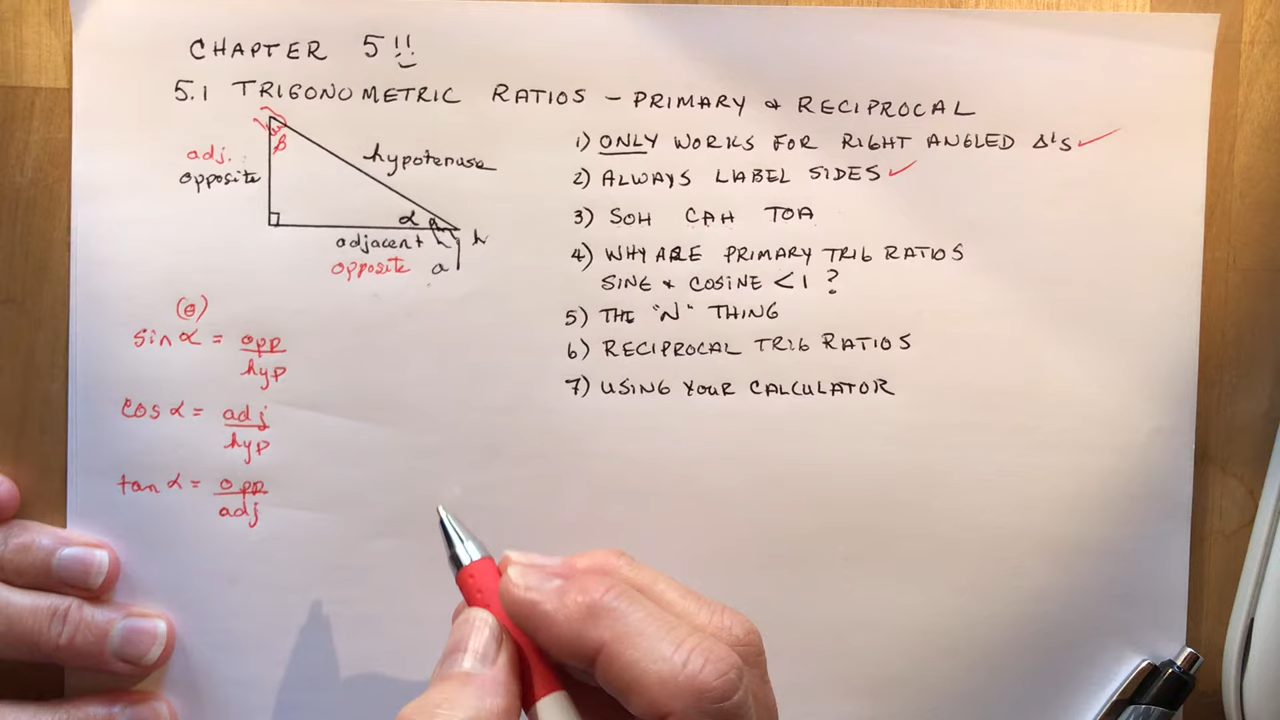 CHAPTER 5!!
5.1 TRIGONOMETRIC RATIOS - PRIMARY & RECIPROCAL
β
adj.
opposite
hypotenuse
α
adjacent
opposite
h
h
a
1) ONLY WORKS FOR RIGHT ANGLED Δ'S ✓
2) ALWAYS LABEL SIDES ✓
3) SOH CAH TOA
4) WHY ARE PRIMARY TRIG RATIOS
SINE & COSINE < 1 ?
5) THE "N" THING
6) RECIPROCAL TRIG RATIOS
7) USING YOUR CALCULATOR
(θ)
sin α = opp
hyp
cos α = adj
hyp
tan α = opp
adj